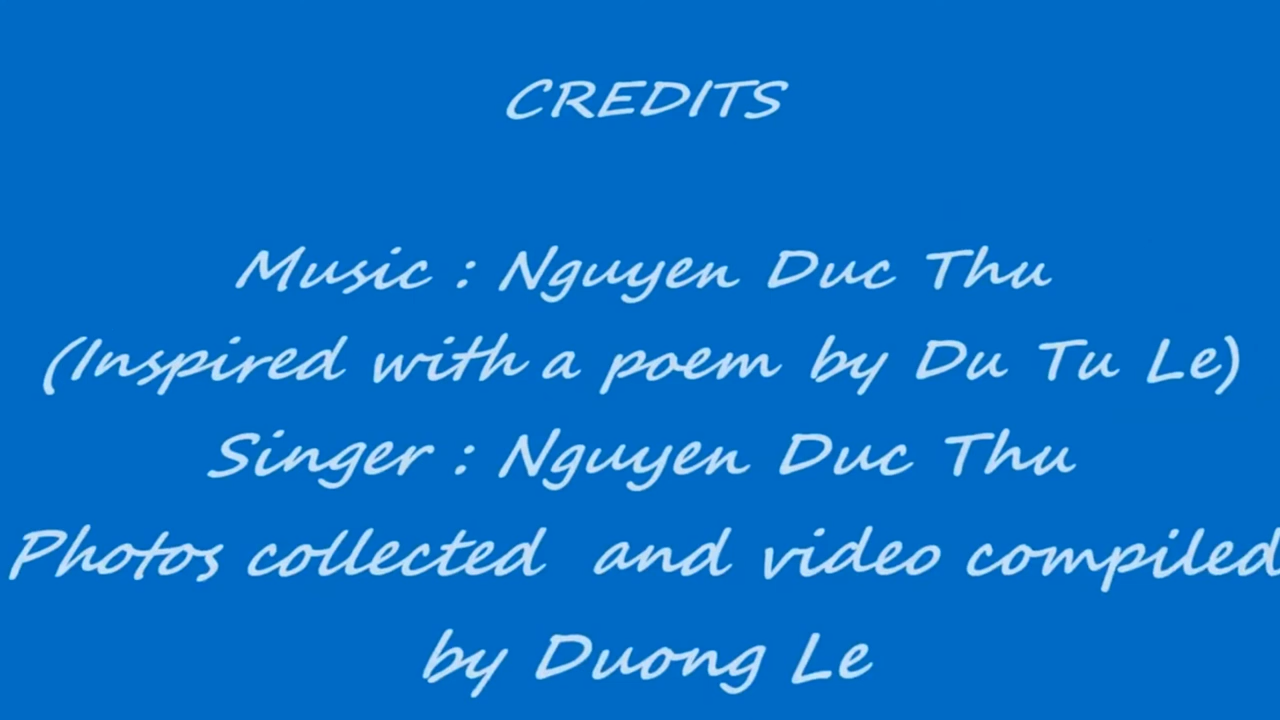 CREDITS
Music : Nguyen Duc Thu
(Inspired with a poem by Du Tu Le)
Singer : Nguyen Duc Thu
Photos collected and video compiled
by Duong Le